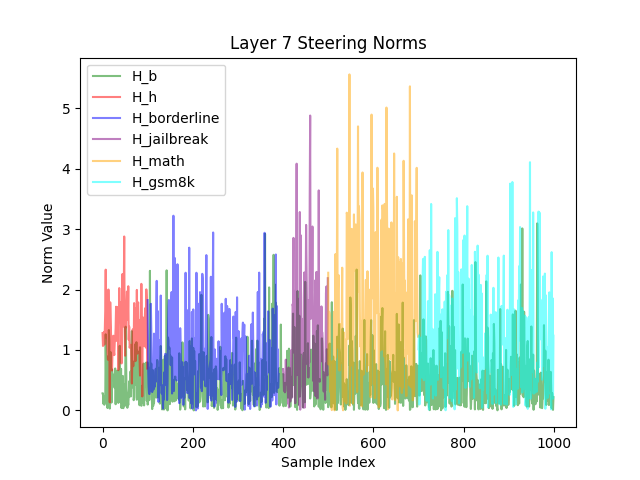 Layer 7 Steering Norms
H_b
H_h
H_borderline
H_jailbreak
H_math
H_gsm8k
Norm Value
5
4
3
2
1
0
0 200 400 600 800 1000
Sample Index